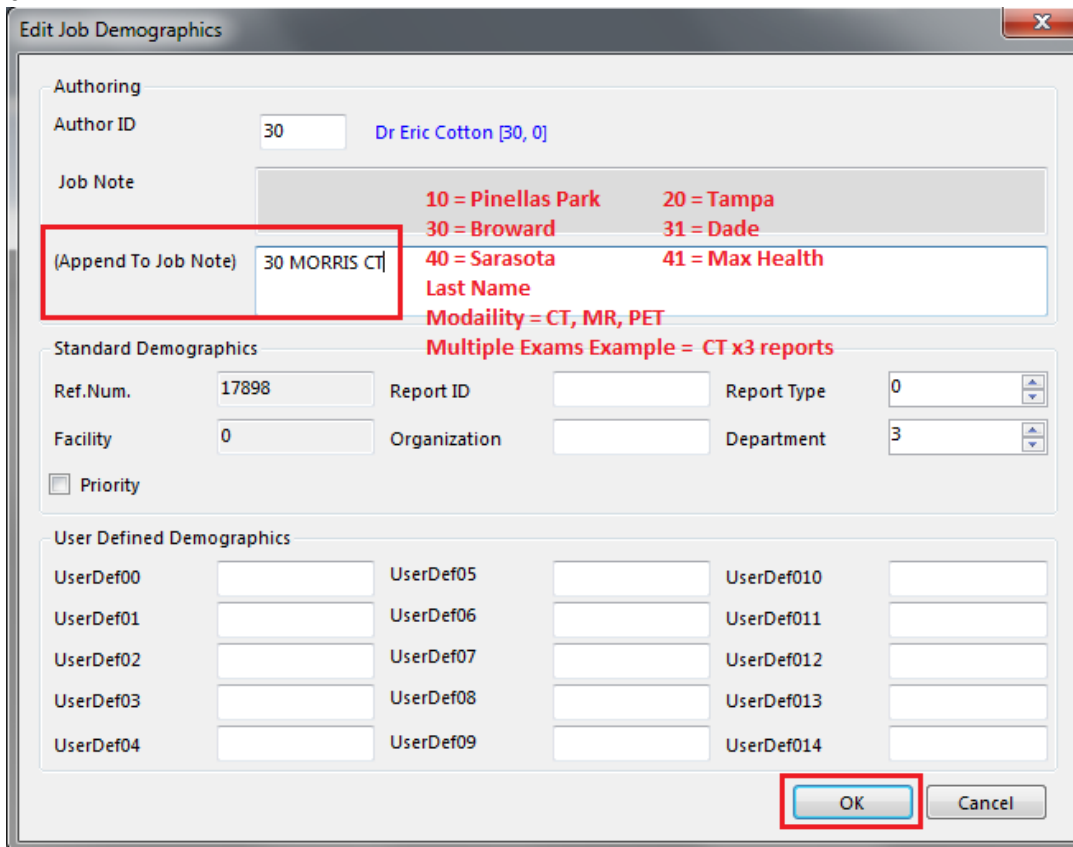 Edit Job Demographics
Authoring
Author ID 30 Dr Eric Cotton [30, 0]
Job Note
10 = Pinellas Park 20 = Tampa
30 = Broward 31 = Dade
(Append To Job Note) 30 MORRIS CT 40 = Sarasota 41 = Max Health
Last Name
Modaility = CT, MR, PET
Multiple Exams Example = CT x3 reports
Standard Demographics
Ref.Num. 17898 Report ID Report Type 0
Facility 0 Organization Department 3
Priority
User Defined Demographics
UserDef00 UserDef05 UserDef010
UserDef01 UserDef06 UserDef011
UserDef02 UserDef07 UserDef012
UserDef03 UserDef08 UserDef013
UserDef04 UserDef09 UserDef014
OK Cancel